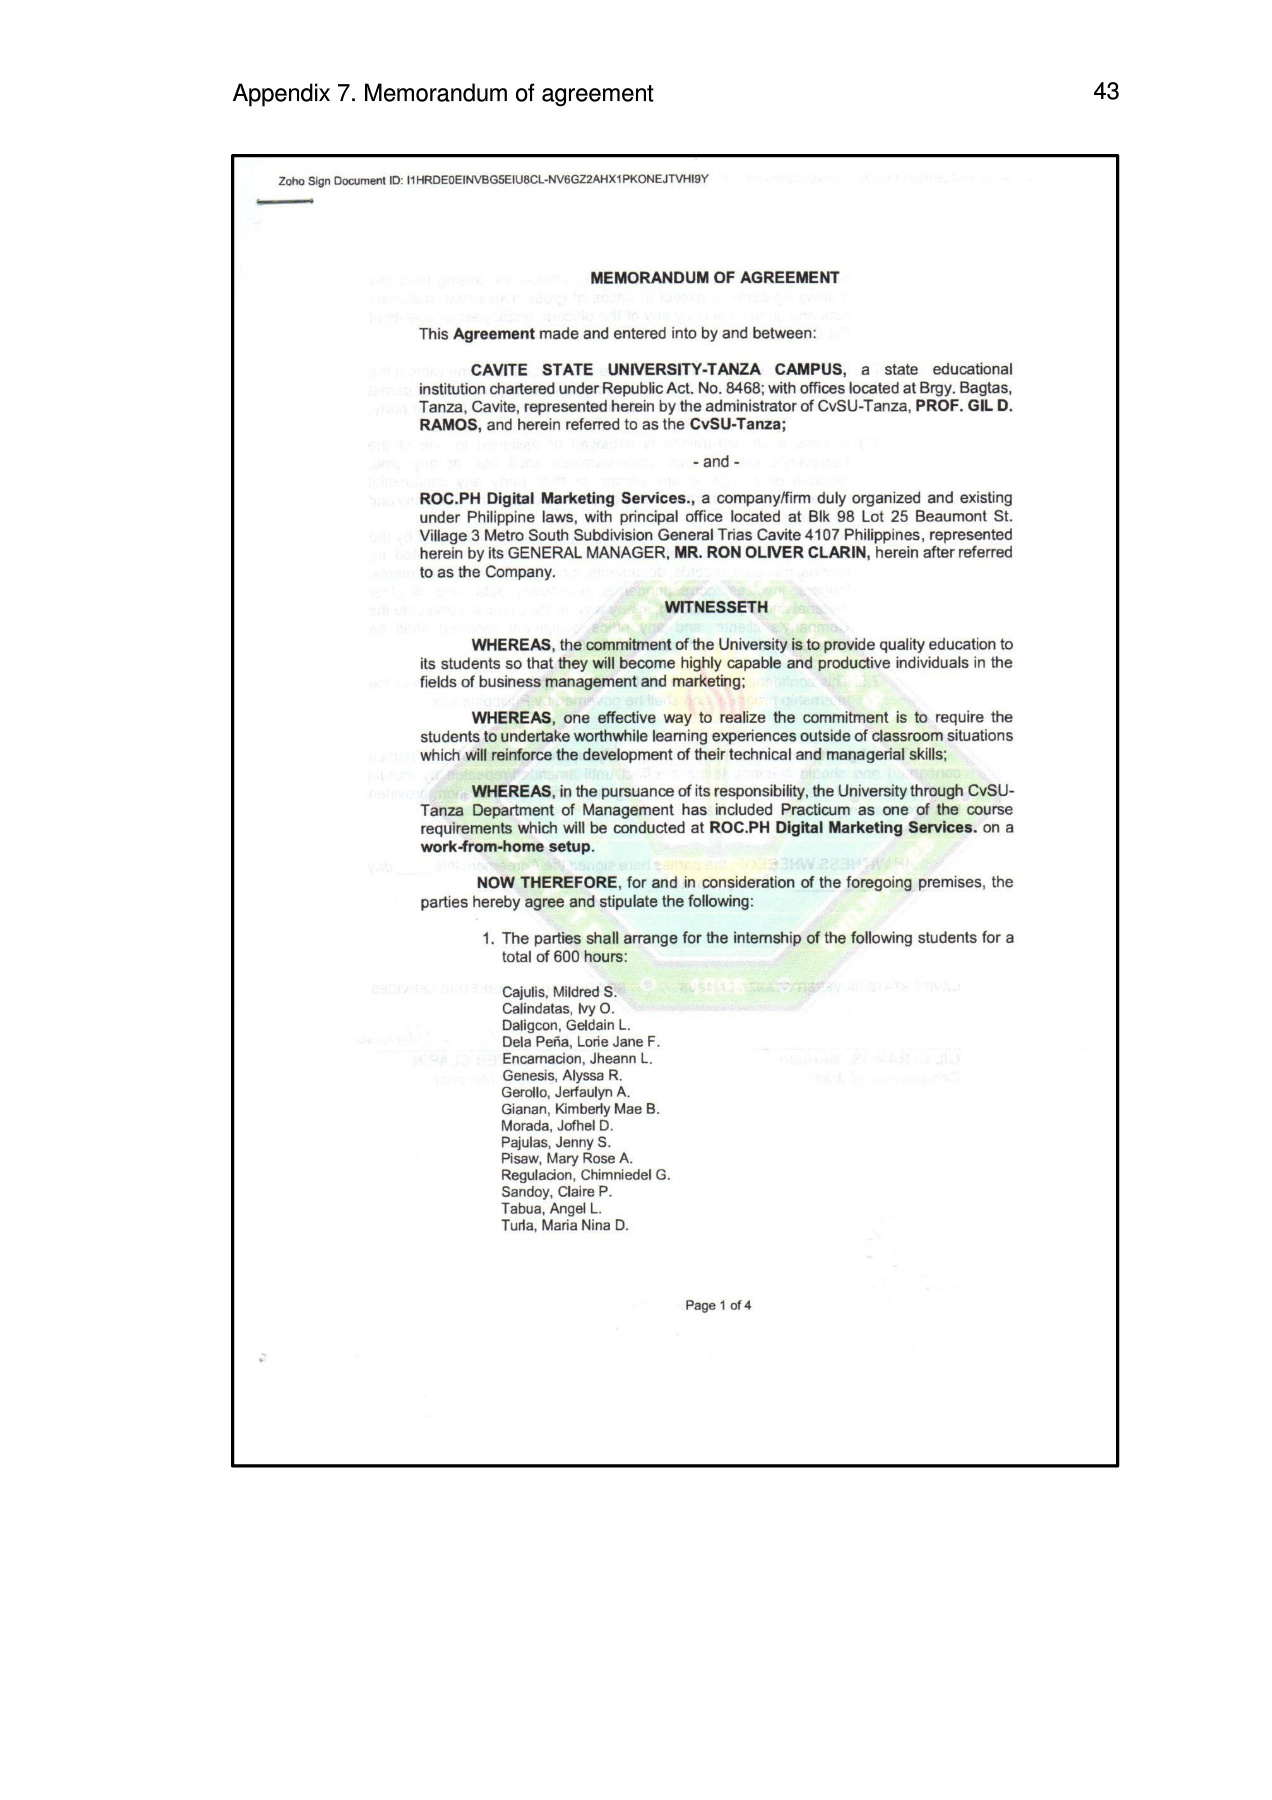 Appendix 7. Memorandum of agreement
43
Zoho Sign Document ID: I1HRDE0EINVBG5EIU8CL-NV6GZ2AHX1PKONEJTVHI9Y
MEMORANDUM OF AGREEMENT
This Agreement made and entered into by and between:
CAVITE STATE UNIVERSITY-TANZA CAMPUS, a state educational
institution chartered under Republic Act. No. 8468; with offices located at Brgy. Bagtas,
Tanza, Cavite, represented herein by the administrator of CvSU-Tanza, PROF. GIL D.
RAMOS, and herein referred to as the CvSU-Tanza;
- and -
ROC.PH Digital Marketing Services., a company/firm duly organized and existing
under Philippine laws, with principal office located at Blk 98 Lot 25 Beaumont St.
Village 3 Metro South Subdivision General Trias Cavite 4107 Philippines, represented
herein by its GENERAL MANAGER, MR. RON OLIVER CLARIN, herein after referred
to as the Company.
WITNESSETH
WHEREAS, the commitment of the University is to provide quality education to
its students so that they will become highly capable and productive individuals in the
fields of business management and marketing;
WHEREAS, one effective way to realize the commitment is to require the
students to undertake worthwhile learning experiences outside of classroom situations
which will reinforce the development of their technical and managerial skills;
WHEREAS, in the pursuance of its responsibility, the University through CvSU-
Tanza Department of Management has included Practicum as one of the course
requirements which will be conducted at ROC.PH Digital Marketing Services. on a
work-from-home setup.
NOW THEREFORE, for and in consideration of the foregoing premises, the
parties hereby agree and stipulate the following:
1. The parties shall arrange for the internship of the following students for a
total of 600 hours:
Cajulis, Mildred S.
Calindatas, Ivy O.
Daligcon, Geldain L.
Dela Peña, Lorie Jane F.
Encarnacion, Jheann L.
Genesis, Alyssa R.
Gerollo, Jerfaulyn A.
Gianan, Kimberly Mae B.
Morada, Jofhel D.
Pajulas, Jenny S.
Pisaw, Mary Rose A.
Regulacion, Chimniedel G.
Sandoy, Claire P.
Tabua, Angel L.
Turla, Maria Nina D.
Page 1 of 4